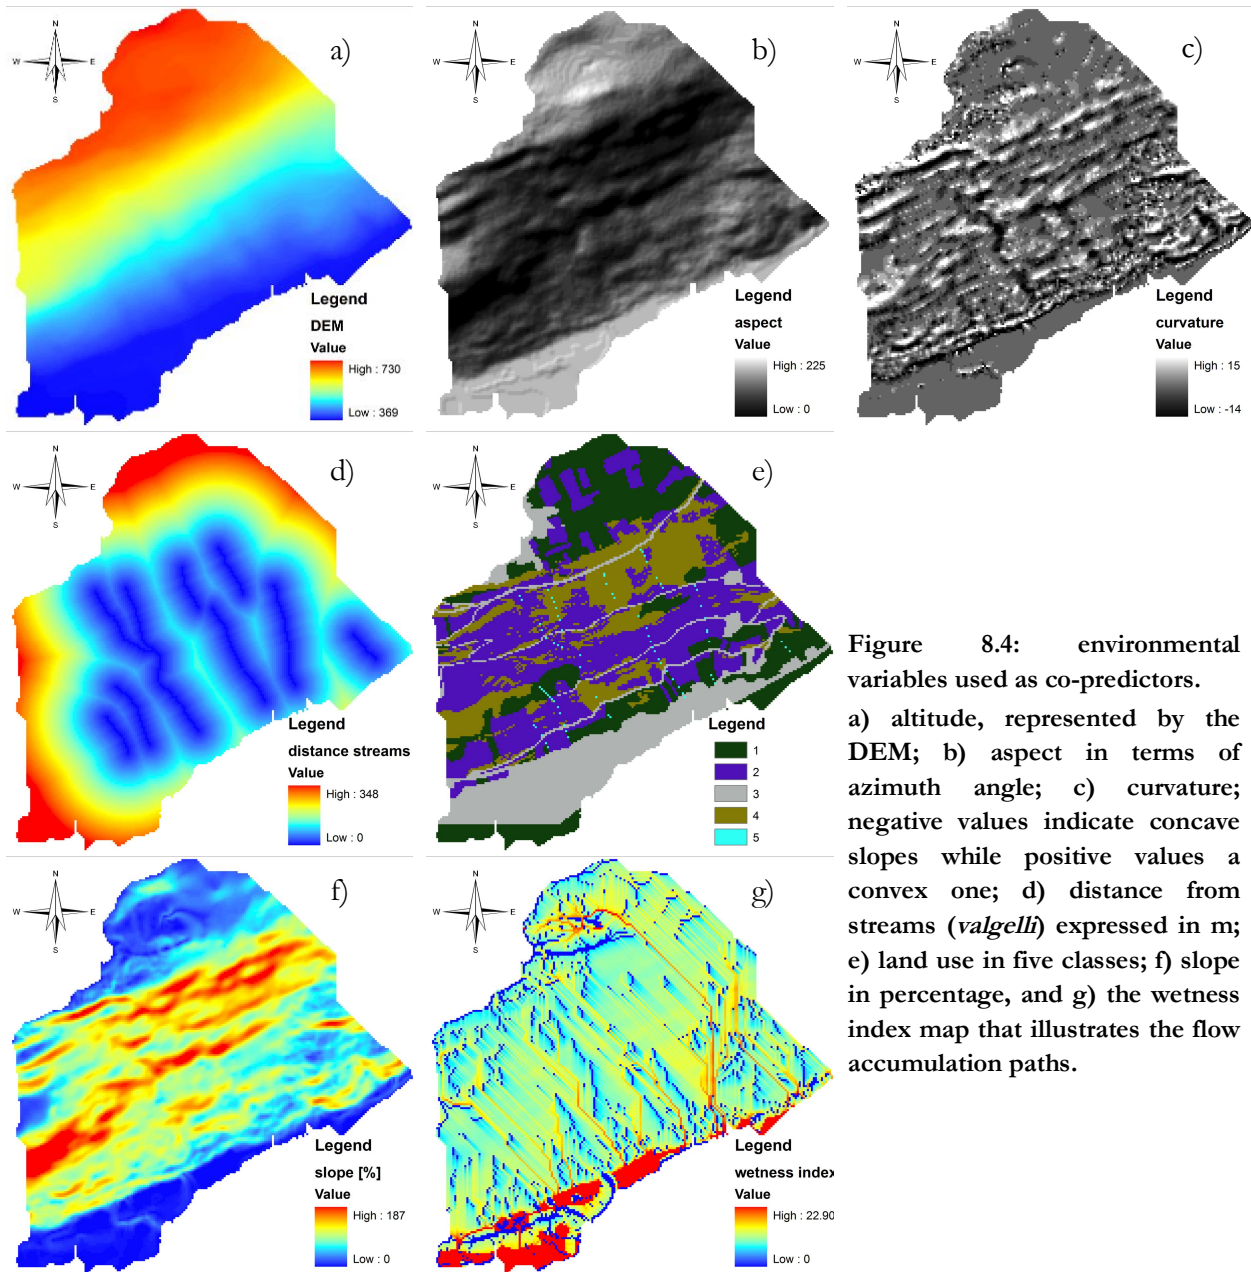 N
W
E
S
a)
Legend
DEM
Value
High : 730
Low : 369
N
W
E
S
b)
Legend
aspect
Value
High : 225
Low : 0
N
W
E
S
c)
Legend
curvature
Value
High : 15
Low : -14
N
W
E
S
d)
Legend
distance streams
Value
High : 348
Low : 0
N
W
E
S
e)
Legend
1
2
3
4
5
N
W
E
S
f)
Legend
slope [%]
Value
High : 187
Low : 0
N
W
E
S
g)
Legend
wetness index
Value
High : 22.90
Low : 0
Figure 8.4: environmental
variables used as co-predictors.
a) altitude, represented by the
DEM; b) aspect in terms of
azimuth angle; c) curvature;
negative values indicate concave
slopes while positive values a
convex one; d) distance from
streams (valgelli) expressed in m;
e) land use in five classes; f) slope
in percentage, and g) the wetness
index map that illustrates the flow
accumulation paths.